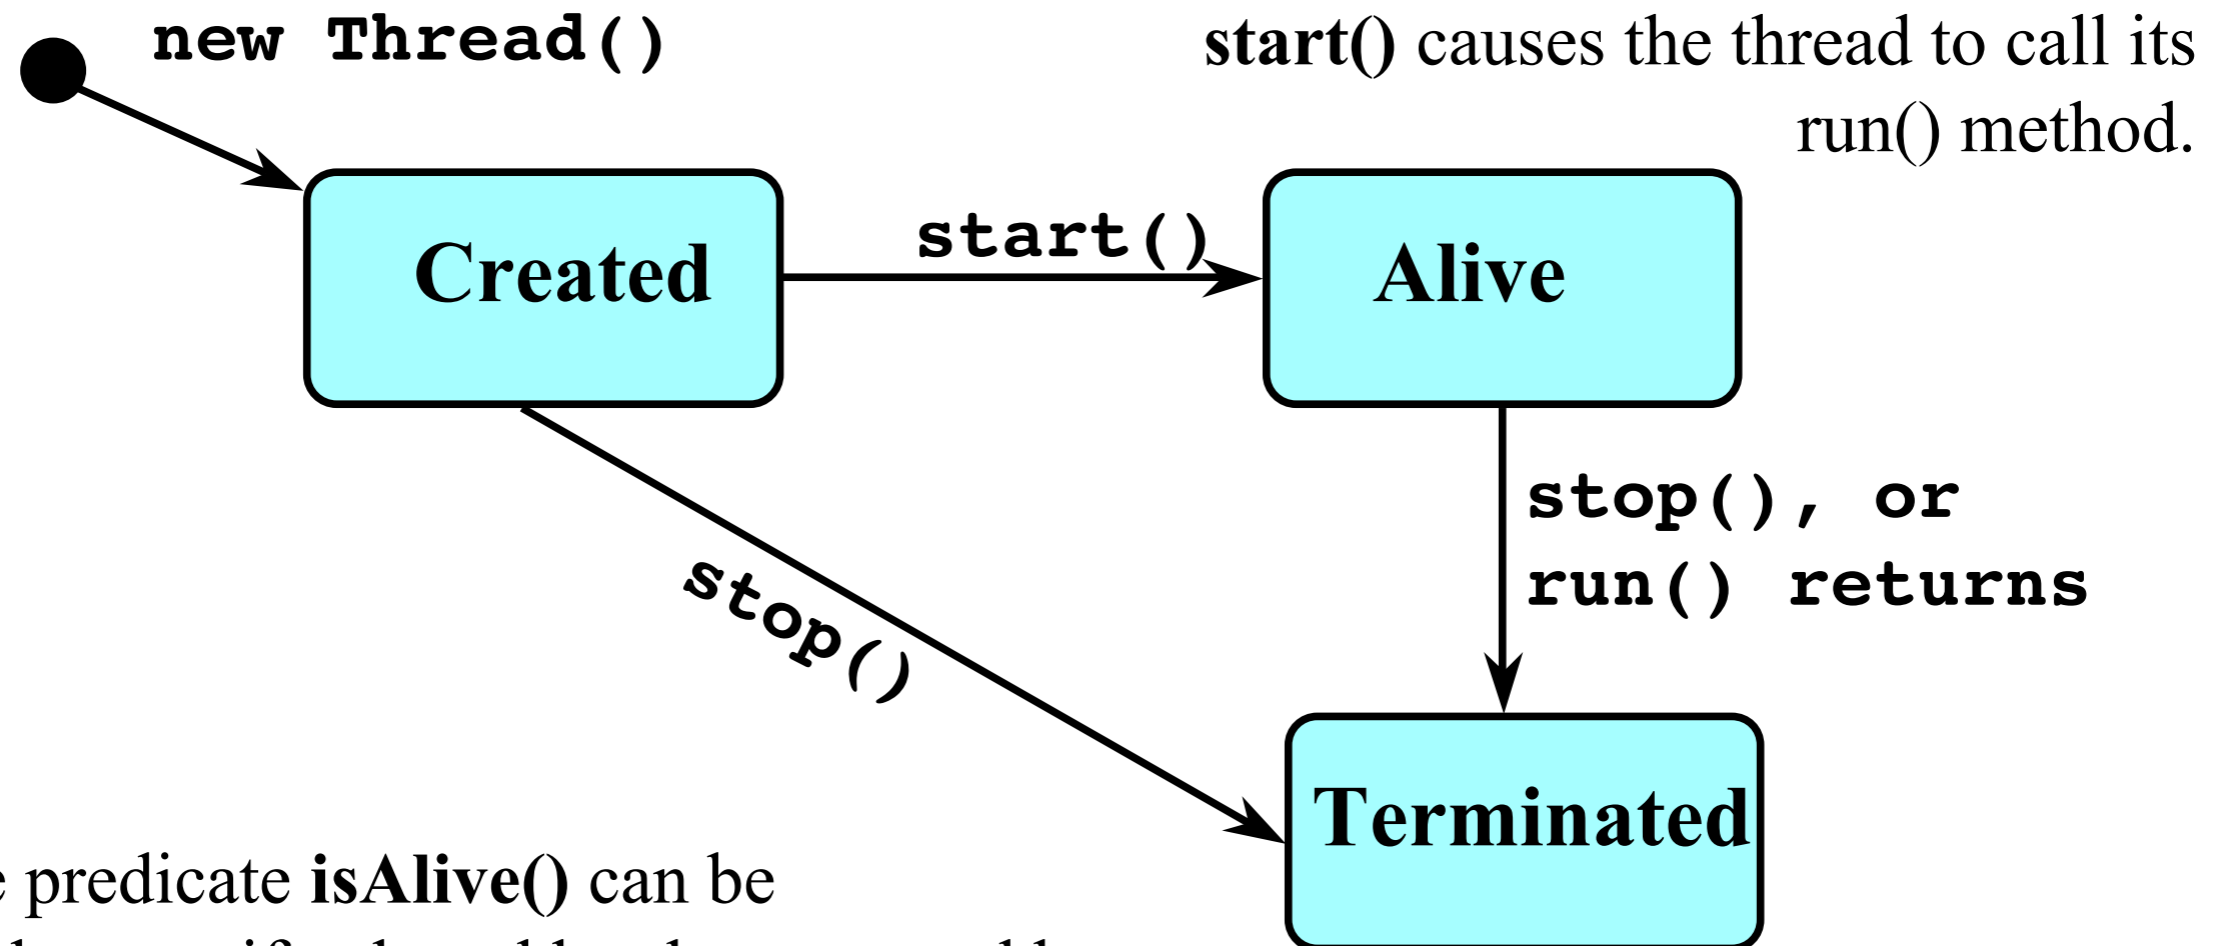 new Thread()
start() causes the thread to call its
run() method.
start()
Created
Alive
stop(), or
run() returns
stop()
Terminated
predicate isAlive() can be